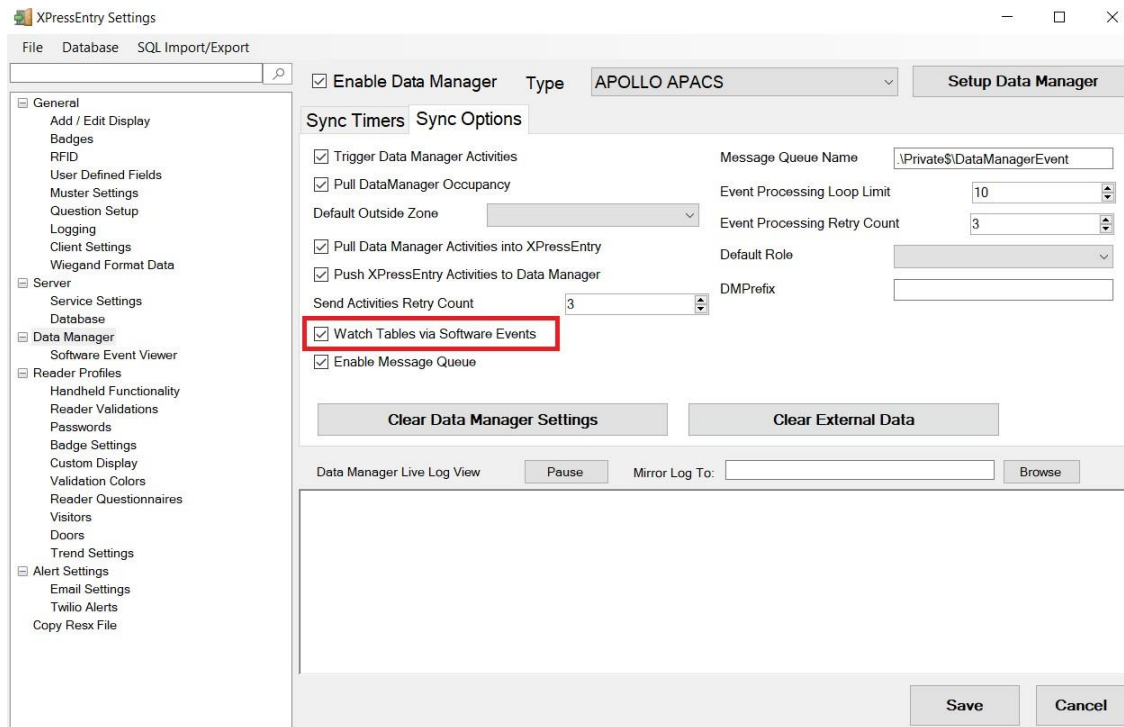 XPressEntry Settings
File Database SQL Import/Export
General
Add / Edit Display
Badges
RFID
User Defined Fields
Muster Settings
Question Setup
Logging
Client Settings
Wiegand Format Data
Server
Service Settings
Database
Data Manager
Software Event Viewer
Reader Profiles
Handheld Functionality
Reader Validations
Passwords
Badge Settings
Custom Display
Validation Colors
Reader Questionnaires
Visitors
Doors
Trend Settings
Alert Settings
Email Settings
Twilio Alerts
Copy Resx File
Enable Data Manager Type APOLLO APACS Setup Data Manager
Sync Timers Sync Options
Trigger Data Manager Activities
Pull DataManager Occupancy
Default Outside Zone
Pull Data Manager Activities into XPressEntry
Push XPressEntry Activities to Data Manager
Send Activities Retry Count 3
Watch Tables via Software Events
Enable Message Queue
Message Queue Name .\Private$\DataManagerEvent
Event Processing Loop Limit 10
Event Processing Retry Count 3
Default Role
DMPrefix
Clear Data Manager Settings Clear External Data
Data Manager Live Log View Pause Mirror Log To: Browse
Save Cancel